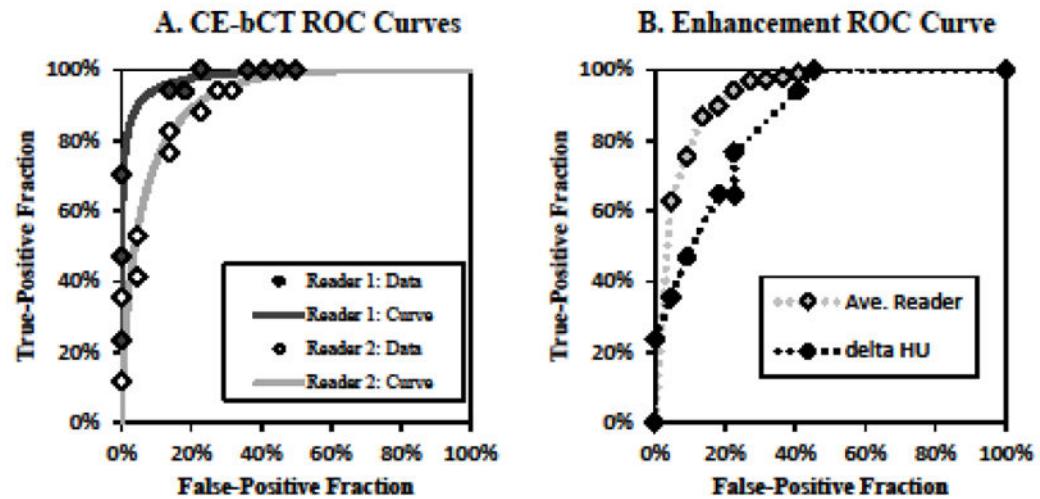 A. CE-bCT ROC Curves
100%
80%
60%
40%
20%
0%
True-Positive Fraction
Reader 1: Data
Reader 1: Curve
Reader 2: Data
Reader 2: Curve
0% 20% 40% 60% 80% 100%
False-Positive Fraction
B. Enhancement ROC Curve
100%
80%
60%
40%
20%
0%
True-Positive Fraction
Ave. Reader
delta HU
0% 20% 40% 60% 80% 100%
False-Positive Fraction